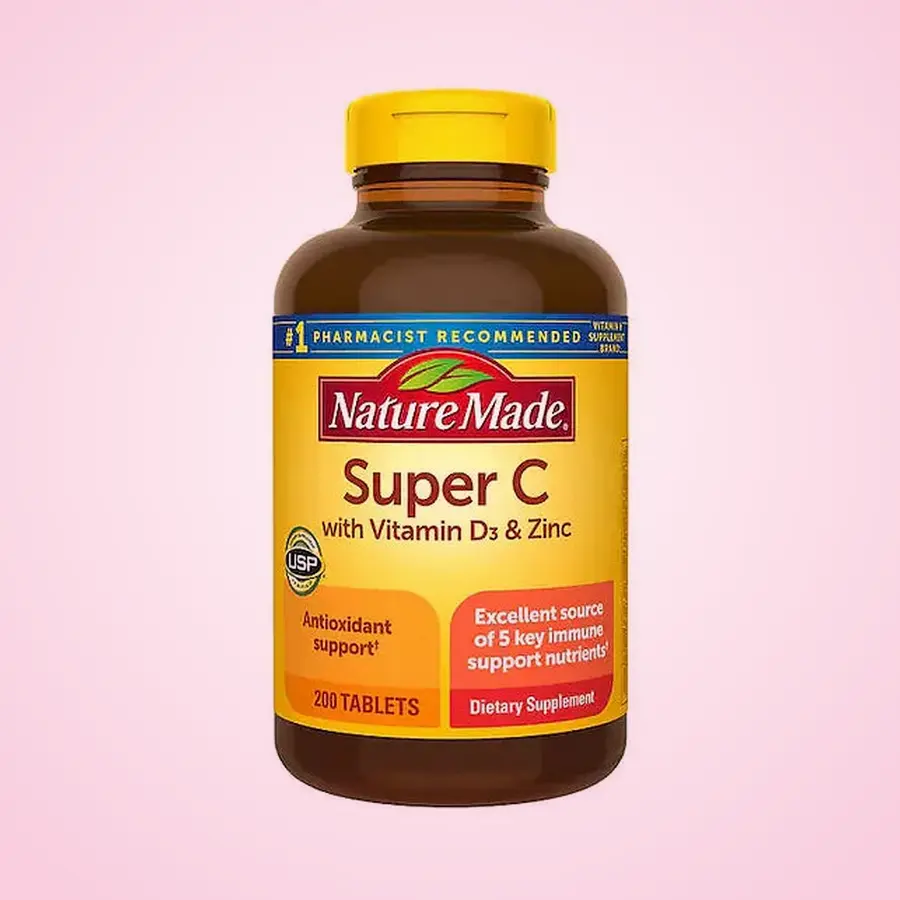 #1 PHARMACIST RECOMMENDED
VITAMIN &
SUPPLEMENT
BRAND*
Nature Made®
Super C
with Vitamin D3 & Zinc
USP
Antioxidant
support†
200 TABLETS
Excellent source
of 5 key immune
support nutrients†
Dietary Supplement